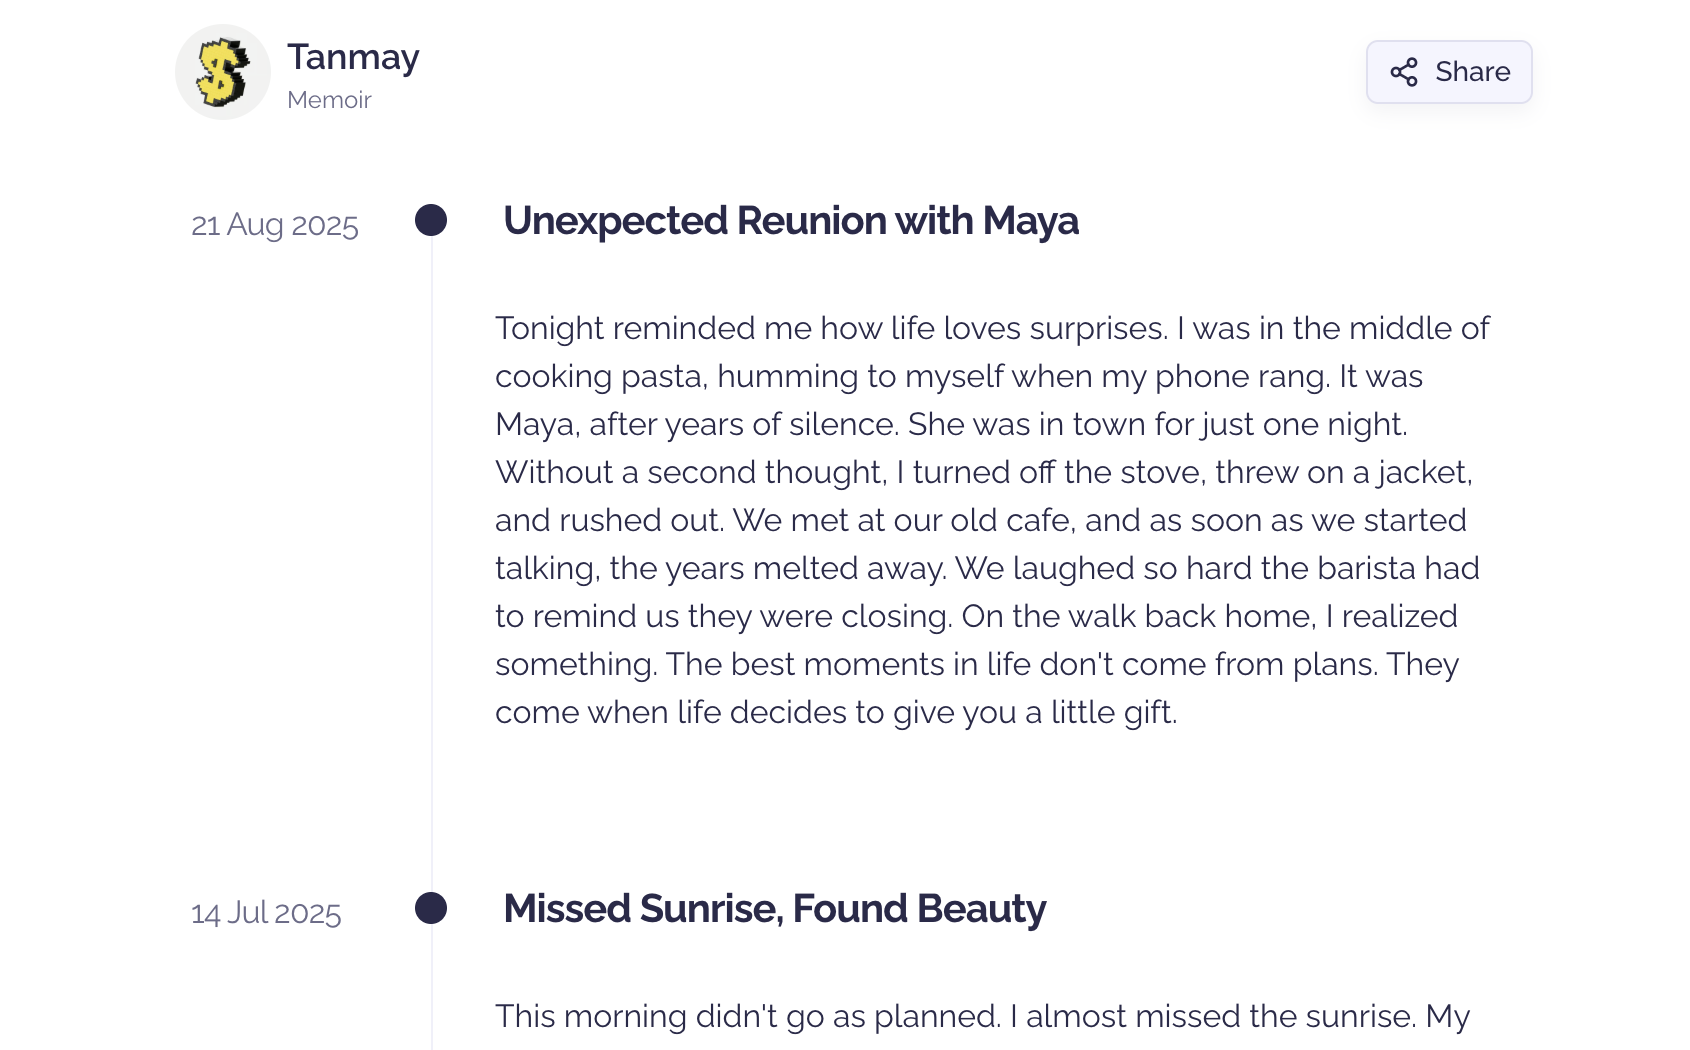 Tanmay
Memoir
Share
21 Aug 2025
Unexpected Reunion with Maya
Tonight reminded me how life loves surprises. I was in the middle of
cooking pasta, humming to myself when my phone rang. It was
Maya, after years of silence. She was in town for just one night.
Without a second thought, I turned off the stove, threw on a jacket,
and rushed out. We met at our old cafe, and as soon as we started
talking, the years melted away. We laughed so hard the barista had
to remind us they were closing. On the walk back home, I realized
something. The best moments in life don't come from plans. They
come when life decides to give you a little gift.
14 Jul 2025
Missed Sunrise, Found Beauty
This morning didn't go as planned. I almost missed the sunrise. My